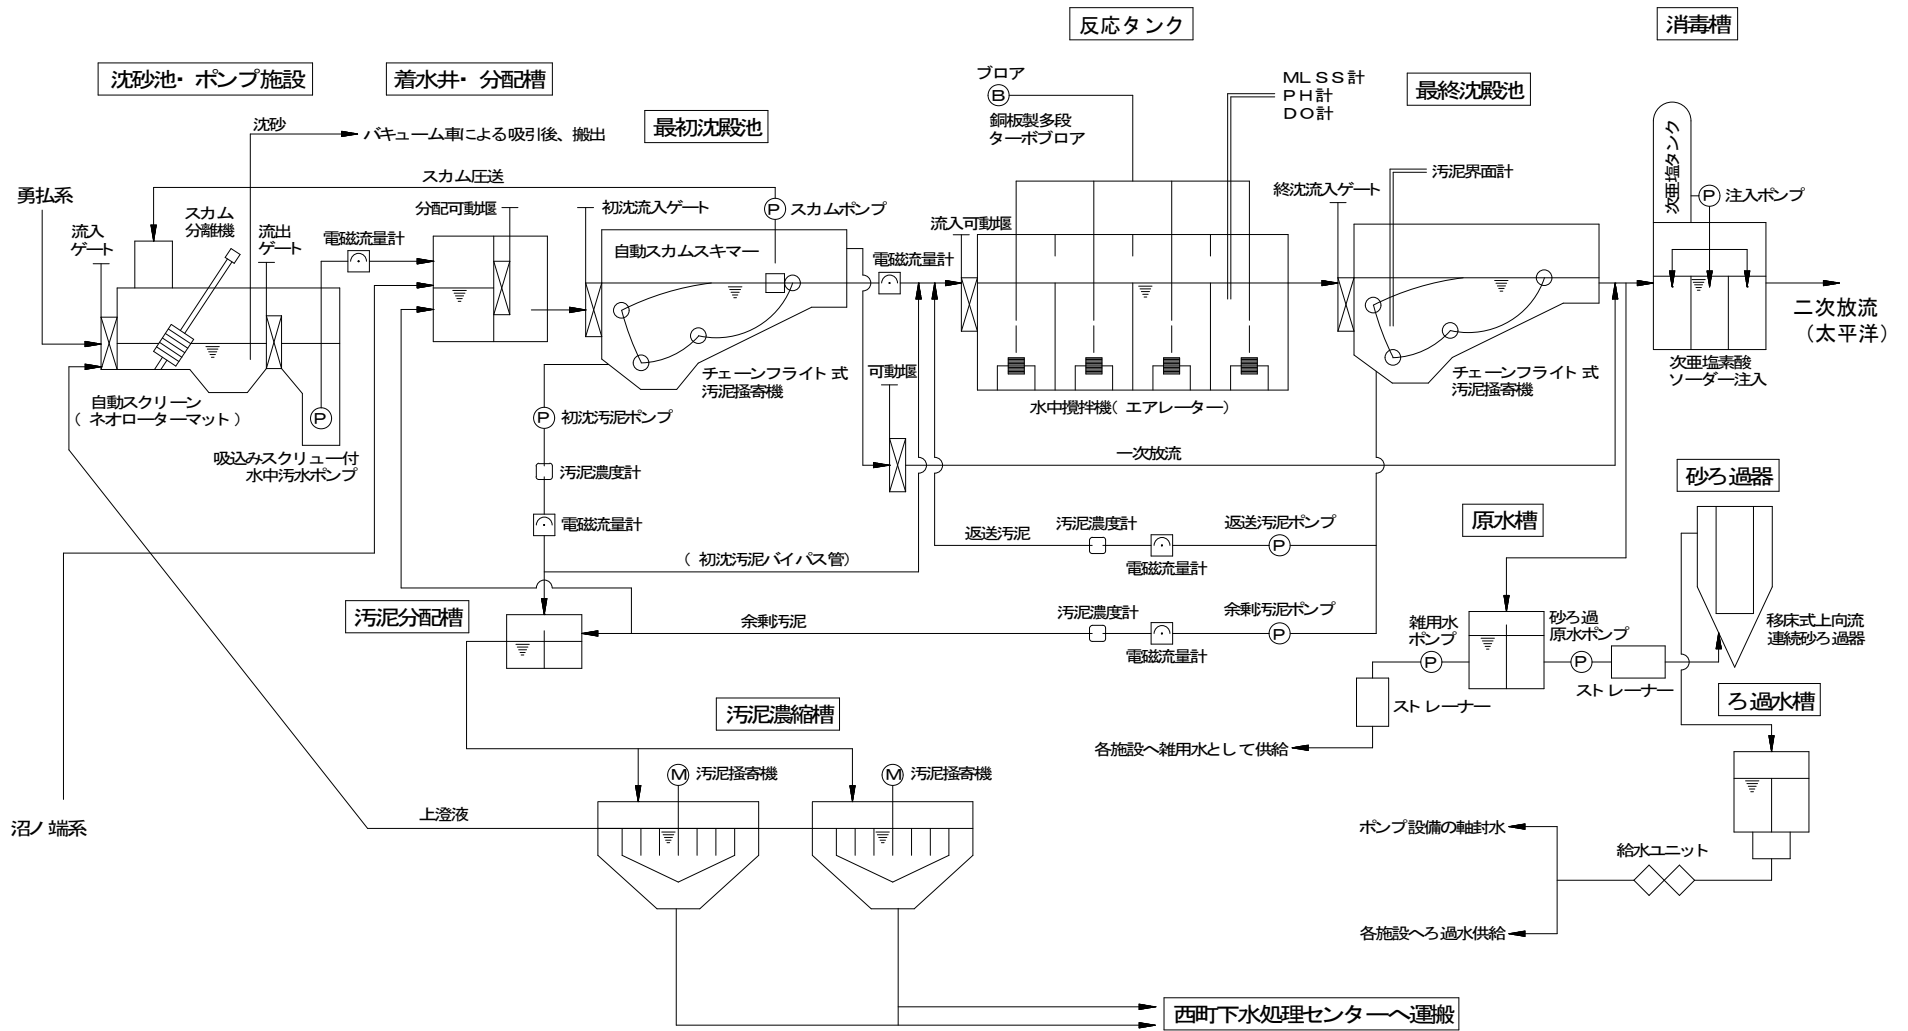 反応タンク
消毒槽
沈砂池・ポンプ施設
着水井・分配槽
最初沈殿池
最終沈殿池
ブロア
B
銅板製多段
ターボブロア
MLSS計
PH計
DO計
沈砂
バキューム車による吸引後、搬出
スカム圧送
勇払系
流入
ゲート
スカム
分離機
流出
ゲート
電磁流量計
分配可動堰
初沈流入ゲート
P
スカムポンプ
自動スカムスキマー
電磁流量計
流入可動堰
終沈流入ゲート
汚泥界面計
次亜塩タンク
P
注入ポンプ
二次放流
(太平洋)
次亜塩素酸
ソーダー注入
自動スクリーン
(ネオローターマット)
P
吸込みスクリュー付
水中汚水ポンプ
チェーンフライト式
汚泥掻寄機
可動堰
水中攪拌機(エアレーター)
チェーンフライト式
汚泥掻寄機
P
初沈汚泥ポンプ
汚泥濃度計
電磁流量計
一次放流
(初沈汚泥バイパス管)
返送汚泥
汚泥濃度計
電磁流量計
返送汚泥ポンプ
P
砂ろ過器
原水槽
汚泥分配槽
余剰汚泥
汚泥濃度計
電磁流量計
余剰汚泥ポンプ
P
雑用水
ポンプ
P
砂ろ過
原水ポンプ
P
ストレーナー
移床式上向流
連続砂ろ過器
ストレーナー
ろ過水槽
各施設へ雑用水として供給
汚泥濃縮槽
M
汚泥掻寄機
M
汚泥掻寄機
沼ノ端系
上澄液
ポンプ設備の軸封水
給水ユニット
各施設へろ過水供給
西町下水処理センターへ運搬